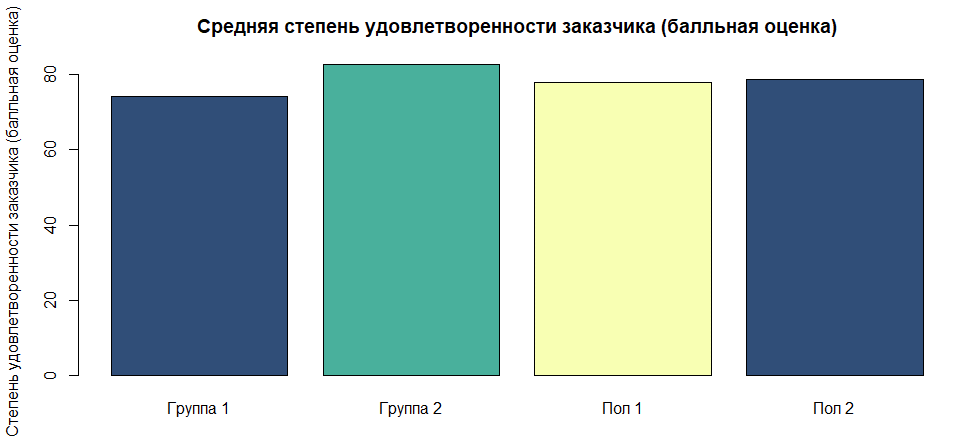 Средняя степень удовлетворенности заказчика (балльная оценка)
Степень удовлетворенности заказчика (балльная оценка)
80
60
40
20
0
Группа 1
Группа 2
Пол 1
Пол 2